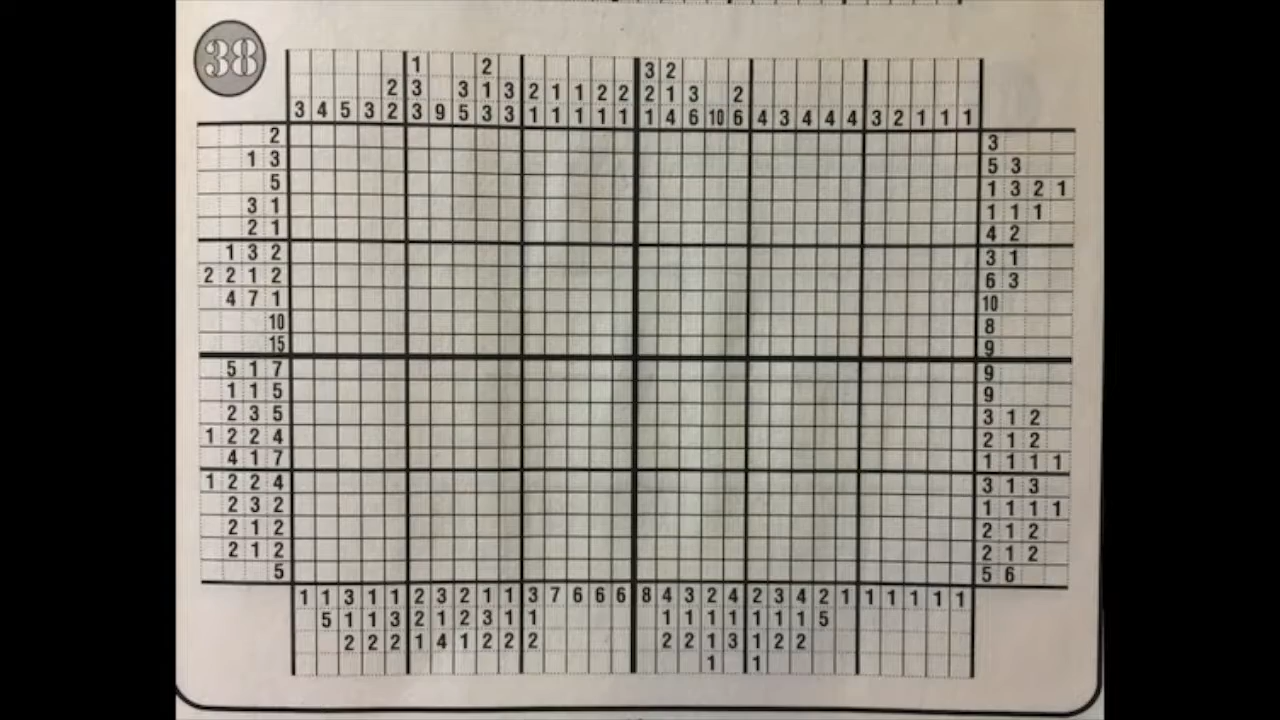 38
1 2 3 2
2 3 3 1 3 2 1 1 2 2 2 1 3 2
3 4 5 3 2 3 9 5 3 3 1 1 1 1 1 1 4 6 10 6 4 3 4 4 4 3 2 1 1 1
2 3
1 3 5 3
5 1 3 2 1
3 1 1 1 1
2 1 4 2
1 3 2 3 1
2 2 1 2 6 3
4 7 1 10
10 8
15 9
5 1 7 9
1 1 5 9
2 3 5 3 1 2
1 2 2 4 2 1 2
4 1 7 1 1 1 1
1 2 2 4 3 1 3
2 3 2 1 1 1 1
2 1 2 2 1 2
2 1 2 2 1 2
5 5 6
1 1 3 1 1 2 3 2 1 1 3 7 6 6 6 8 4 3 2 4 2 3 4 2 1 1 1 1 1 1
5 1 1 3 2 1 2 3 1 1 1 1 1 1 1 1 1 5
2 2 2 1 4 1 2 2 2 2 2 1 3 1 2 2
1 1